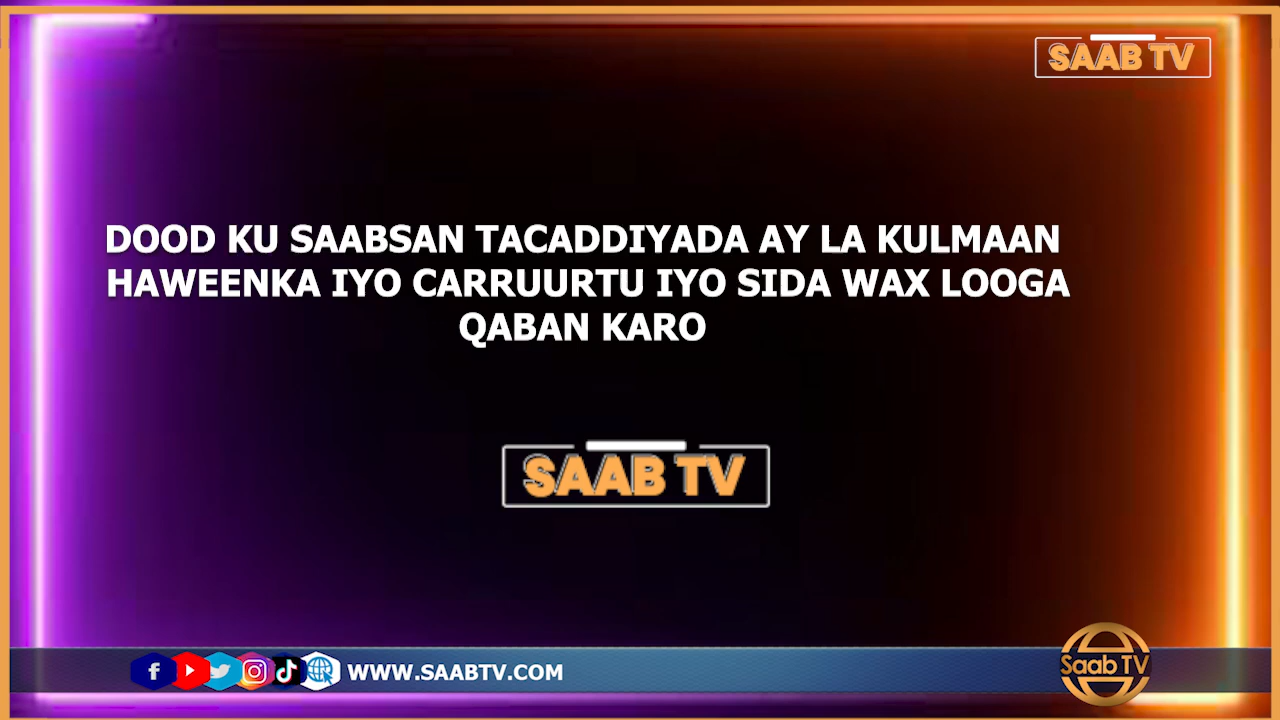 SAAB TV
DOOD KU SAABSAN TACADDIYADA AY LA KULMAAN
HAWEENKA IYO CARRUURTU IYO SIDA WAX LOOGA
QABAN KARO
SAAB TV
WWW.SAABTV.COM
Saab TV